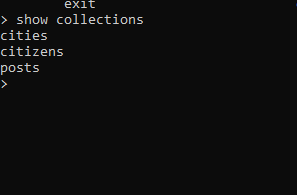 exit
> show collections
cities
citizens
posts
>